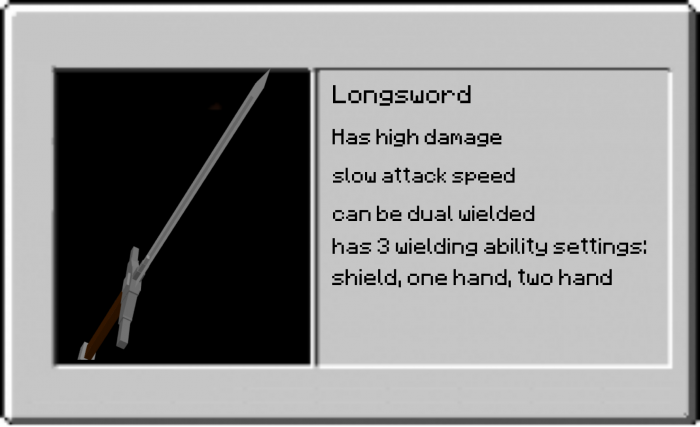 Longsword
Has high damage
slow attack speed
can be dual wielded
has 3 wielding ability settings:
shield, one hand, two hand